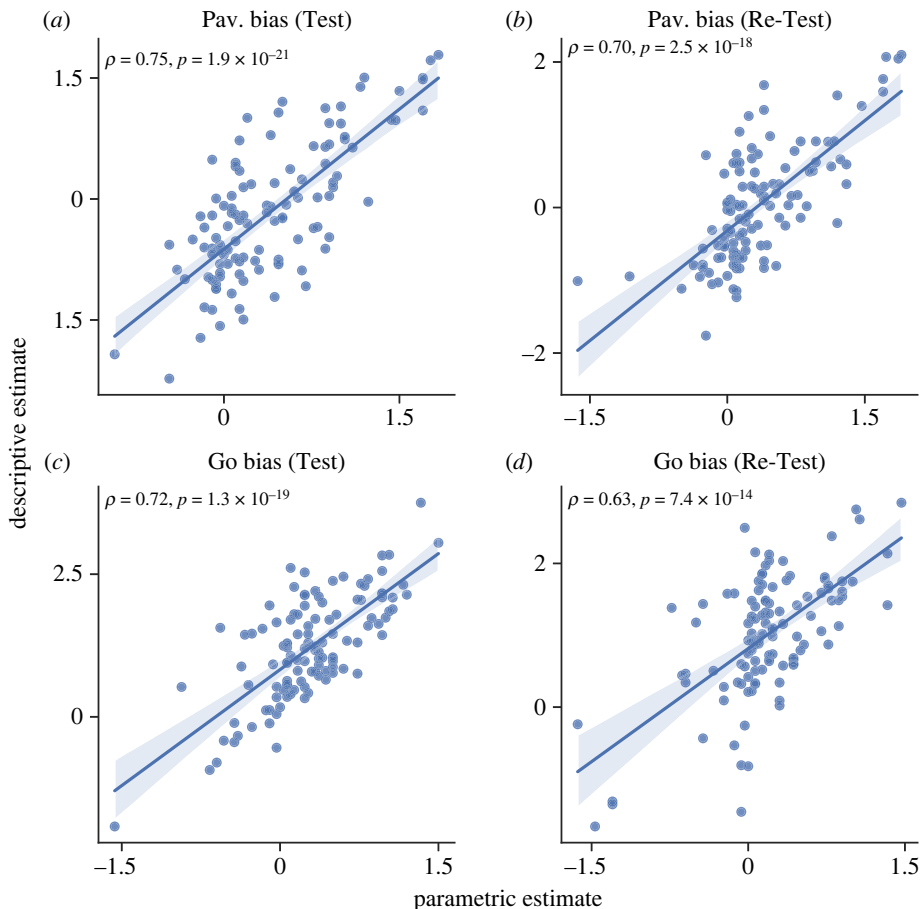 (a) Pav. bias (Test)
ρ = 0.75, p = 1.9 × 10⁻²¹
1.5
0
1.5
0 1.5
(b) Pav. bias (Re-Test)
ρ = 0.70, p = 2.5 × 10⁻¹⁸
2
0
−2
−1.5 0 1.5
descriptive estimate
(c) Go bias (Test)
ρ = 0.72, p = 1.3 × 10⁻¹⁹
2.5
0
−1.5 0 1.5
(d) Go bias (Re-Test)
ρ = 0.63, p = 7.4 × 10⁻¹⁴
2
0
−1.5 0 1.5
parametric estimate